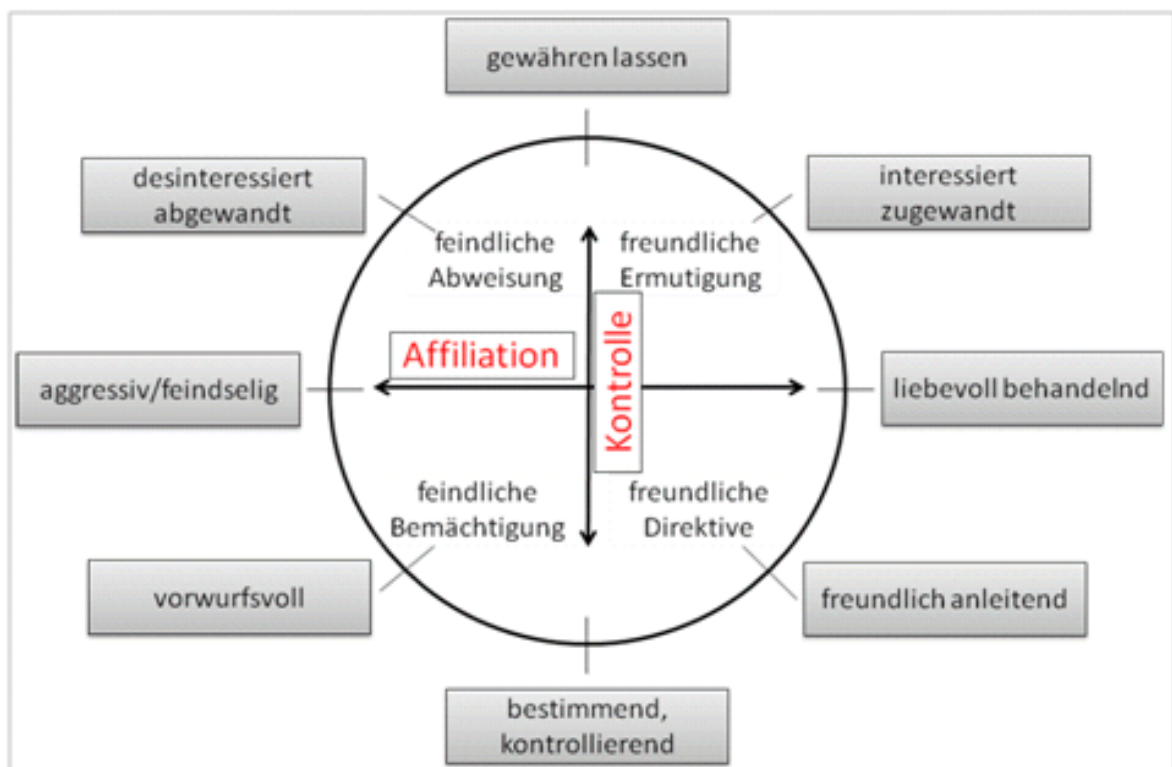 gewähren lassen
desinteressiert
abgewandt
interessiert
zugewandt
feindliche
Abweisung
freundliche
Ermutigung
Affiliation
Kontrolle
aggressiv/feindselig
liebevoll behandelnd
feindliche
Bemächtigung
freundliche
Direktive
vorwurfsvoll
freundlich anleitend
bestimmend,
kontrollierend